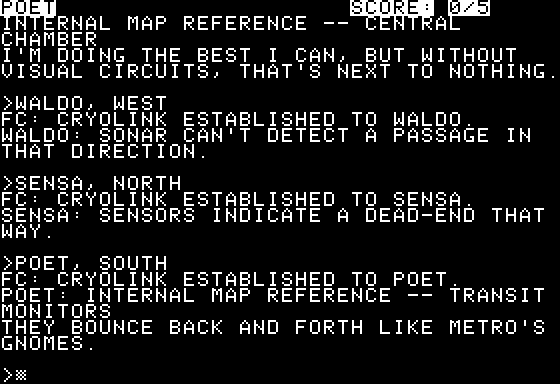 POET SCORE: 0/5
INTERNAL MAP REFERENCE -- CENTRAL
CHAMBER
I'M DOING THE BEST I CAN, BUT WITHOUT
VISUAL CIRCUITS, THAT'S NEXT TO NOTHING.
>WALDO, WEST
FC: CRYOLINK ESTABLISHED TO WALDO.
WALDO: SONAR CAN'T DETECT A PASSAGE IN
THAT DIRECTION.
>SENSA, NORTH
FC: CRYOLINK ESTABLISHED TO SENSA.
SENSA: SENSORS INDICATE A DEAD-END THAT
WAY.
>POET, SOUTH
FC: CRYOLINK ESTABLISHED TO POET.
POET: INTERNAL MAP REFERENCE -- TRANSIT
MONITORS
THEY BOUNCE BACK AND FORTH LIKE METRO'S
GNOMES.
>